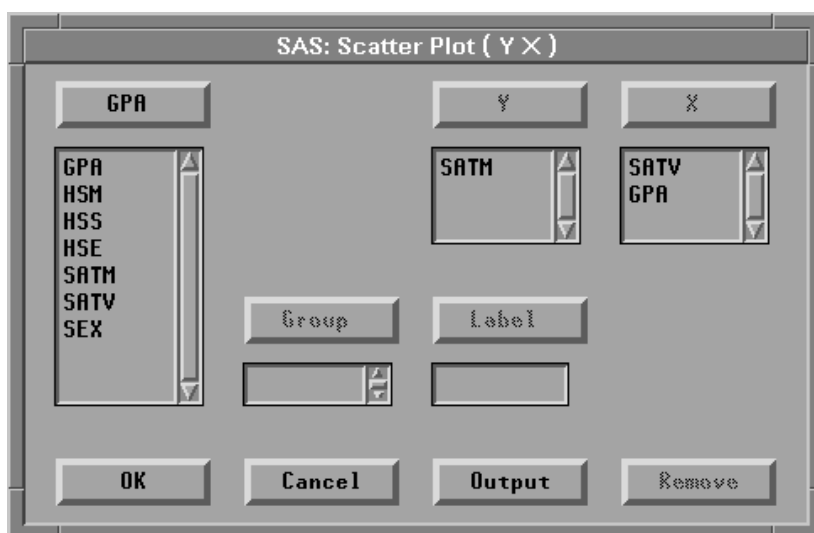 SAS: Scatter Plot ( Y X )
GPA
Y
X
GPA
HSM
HSS
HSE
SATM
SATV
SEX
SATM
SATV
GPA
Group
Label
OK
Cancel
Output
Remove